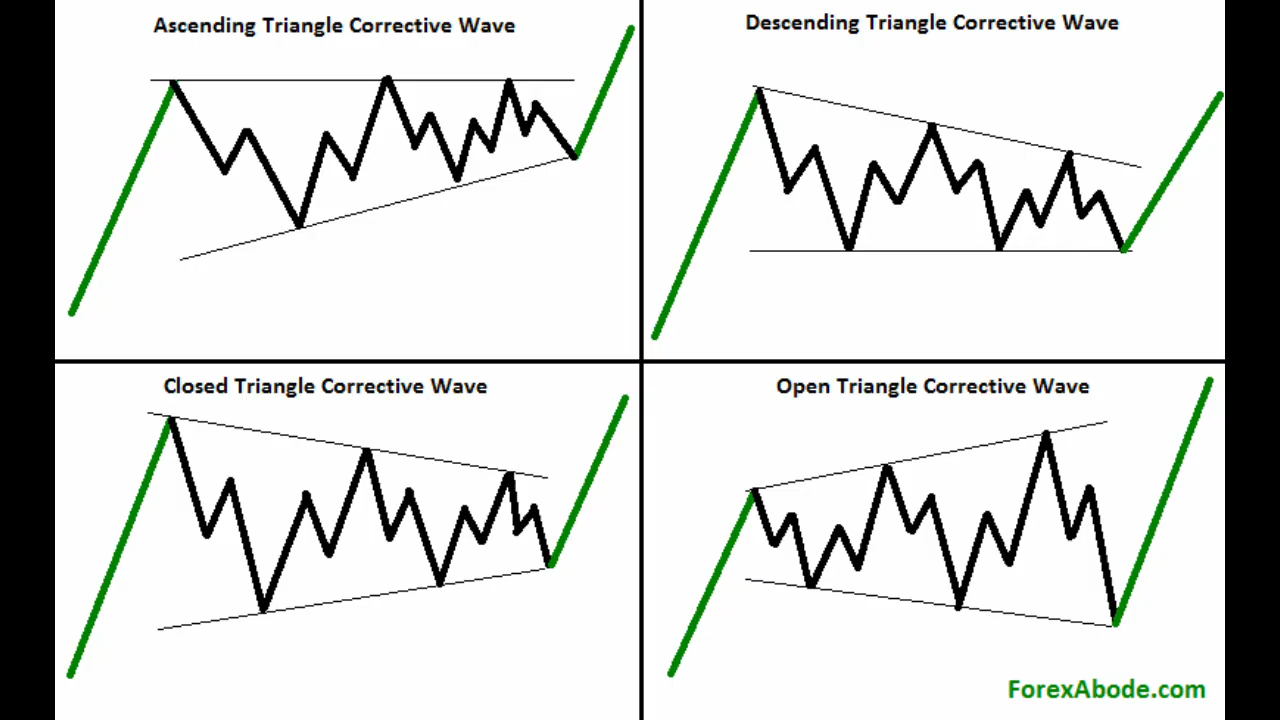 Ascending Triangle Corrective Wave
Descending Triangle Corrective Wave
Closed Triangle Corrective Wave
Open Triangle Corrective Wave
ForexAbode.com